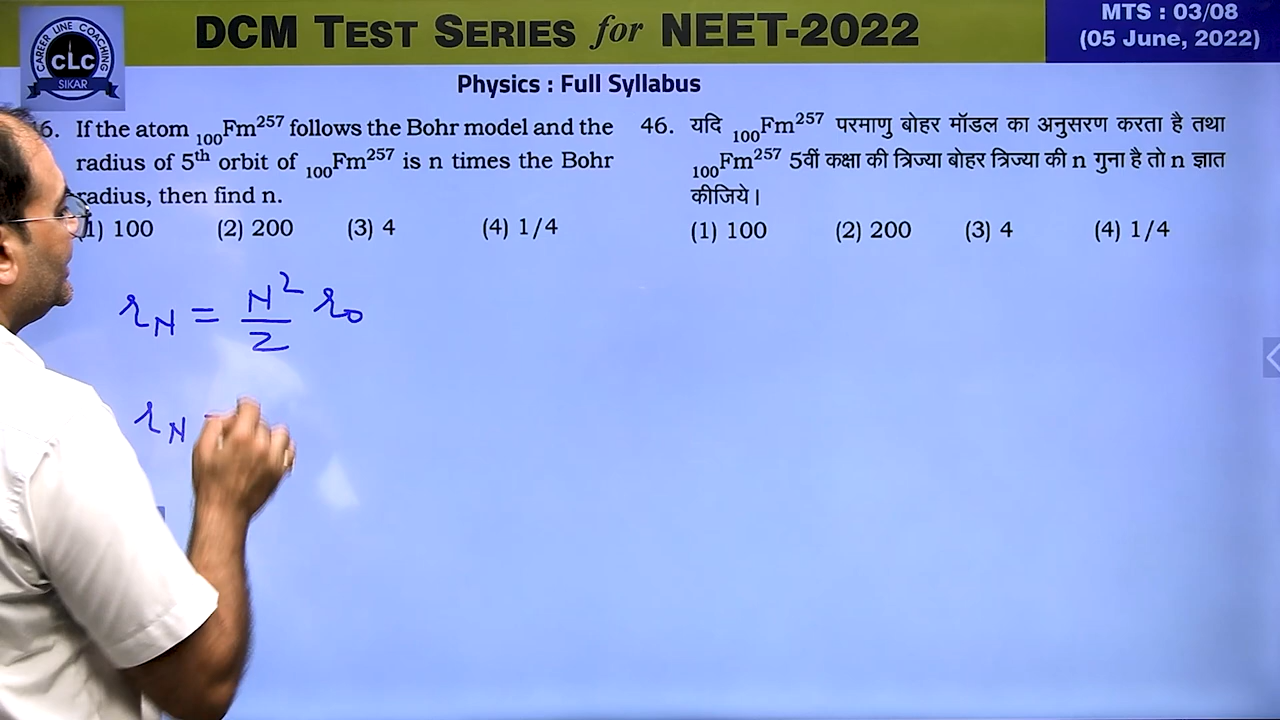 CAREER LINE COACHING
CLC
SIKAR
DCM TEST SERIES for NEET-2022
MTS : 03/08
(05 June, 2022)
Physics : Full Syllabus
6. If the atom ₁₀₀Fm²⁵⁷ follows the Bohr model and the
radius of 5th orbit of ₁₀₀Fm²⁵⁷ is n times the Bohr
radius, then find n.
(1) 100 (2) 200 (3) 4 (4) 1/4
46. यदि ₁₀₀Fm²⁵⁷ परमाणु बोहर मॉडल का अनुसरण करता है तथा
₁₀₀Fm²⁵⁷ 5वीं कक्षा की त्रिज्या बोहर त्रिज्या की n गुना है तो n ज्ञात
कीजिये।
(1) 100 (2) 200 (3) 4 (4) 1/4
r_N = N²/Z r₀
r_N =